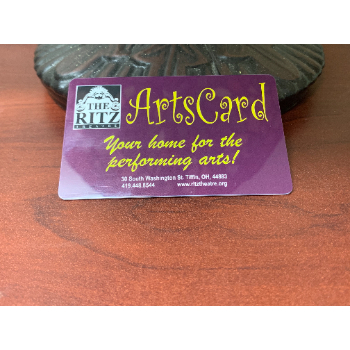 THE
RITZ
THEATRE
ArtsCard
Your home for the
performing arts!
30 South Washington St. Tiffin, OH, 44883
419.448.8544 www.ritztheatre.org